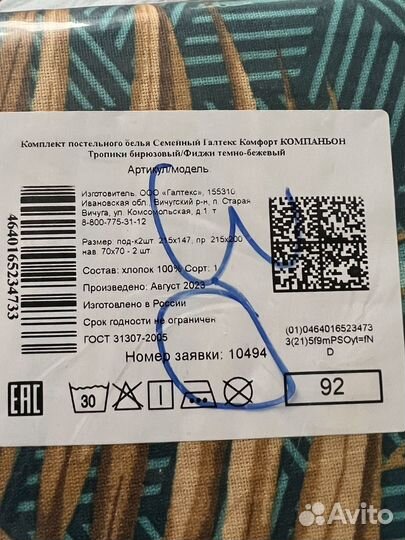 Комплект постельного белья Семейный Галтекс Комфорт КОМПАНЬОН
Тропики бирюзовый/Фиджи темно-бежевый
Артикул/модель:
Изготовитель: ООО «Галтекс», 155310,
Ивановская обл., Вичугский р-н, п. Старая
Вичуга, ул. Комсомольская, д.1 т.
8-800-775-31-12
Размер: под-к2шт. 215х147, пр. 215х200
нав. 70х70 - 2 шт.
Состав: хлопок 100% Сорт: 1
Произведено: Август 2023
Изготовлено в России
Срок годности не ограничен
ГОСТ 31307-2005
Номер заявки: 10494
(01)0464016523473
3(21)5f9mPSOyt=fN
D
EAC
30
92
4640165234733
Avito